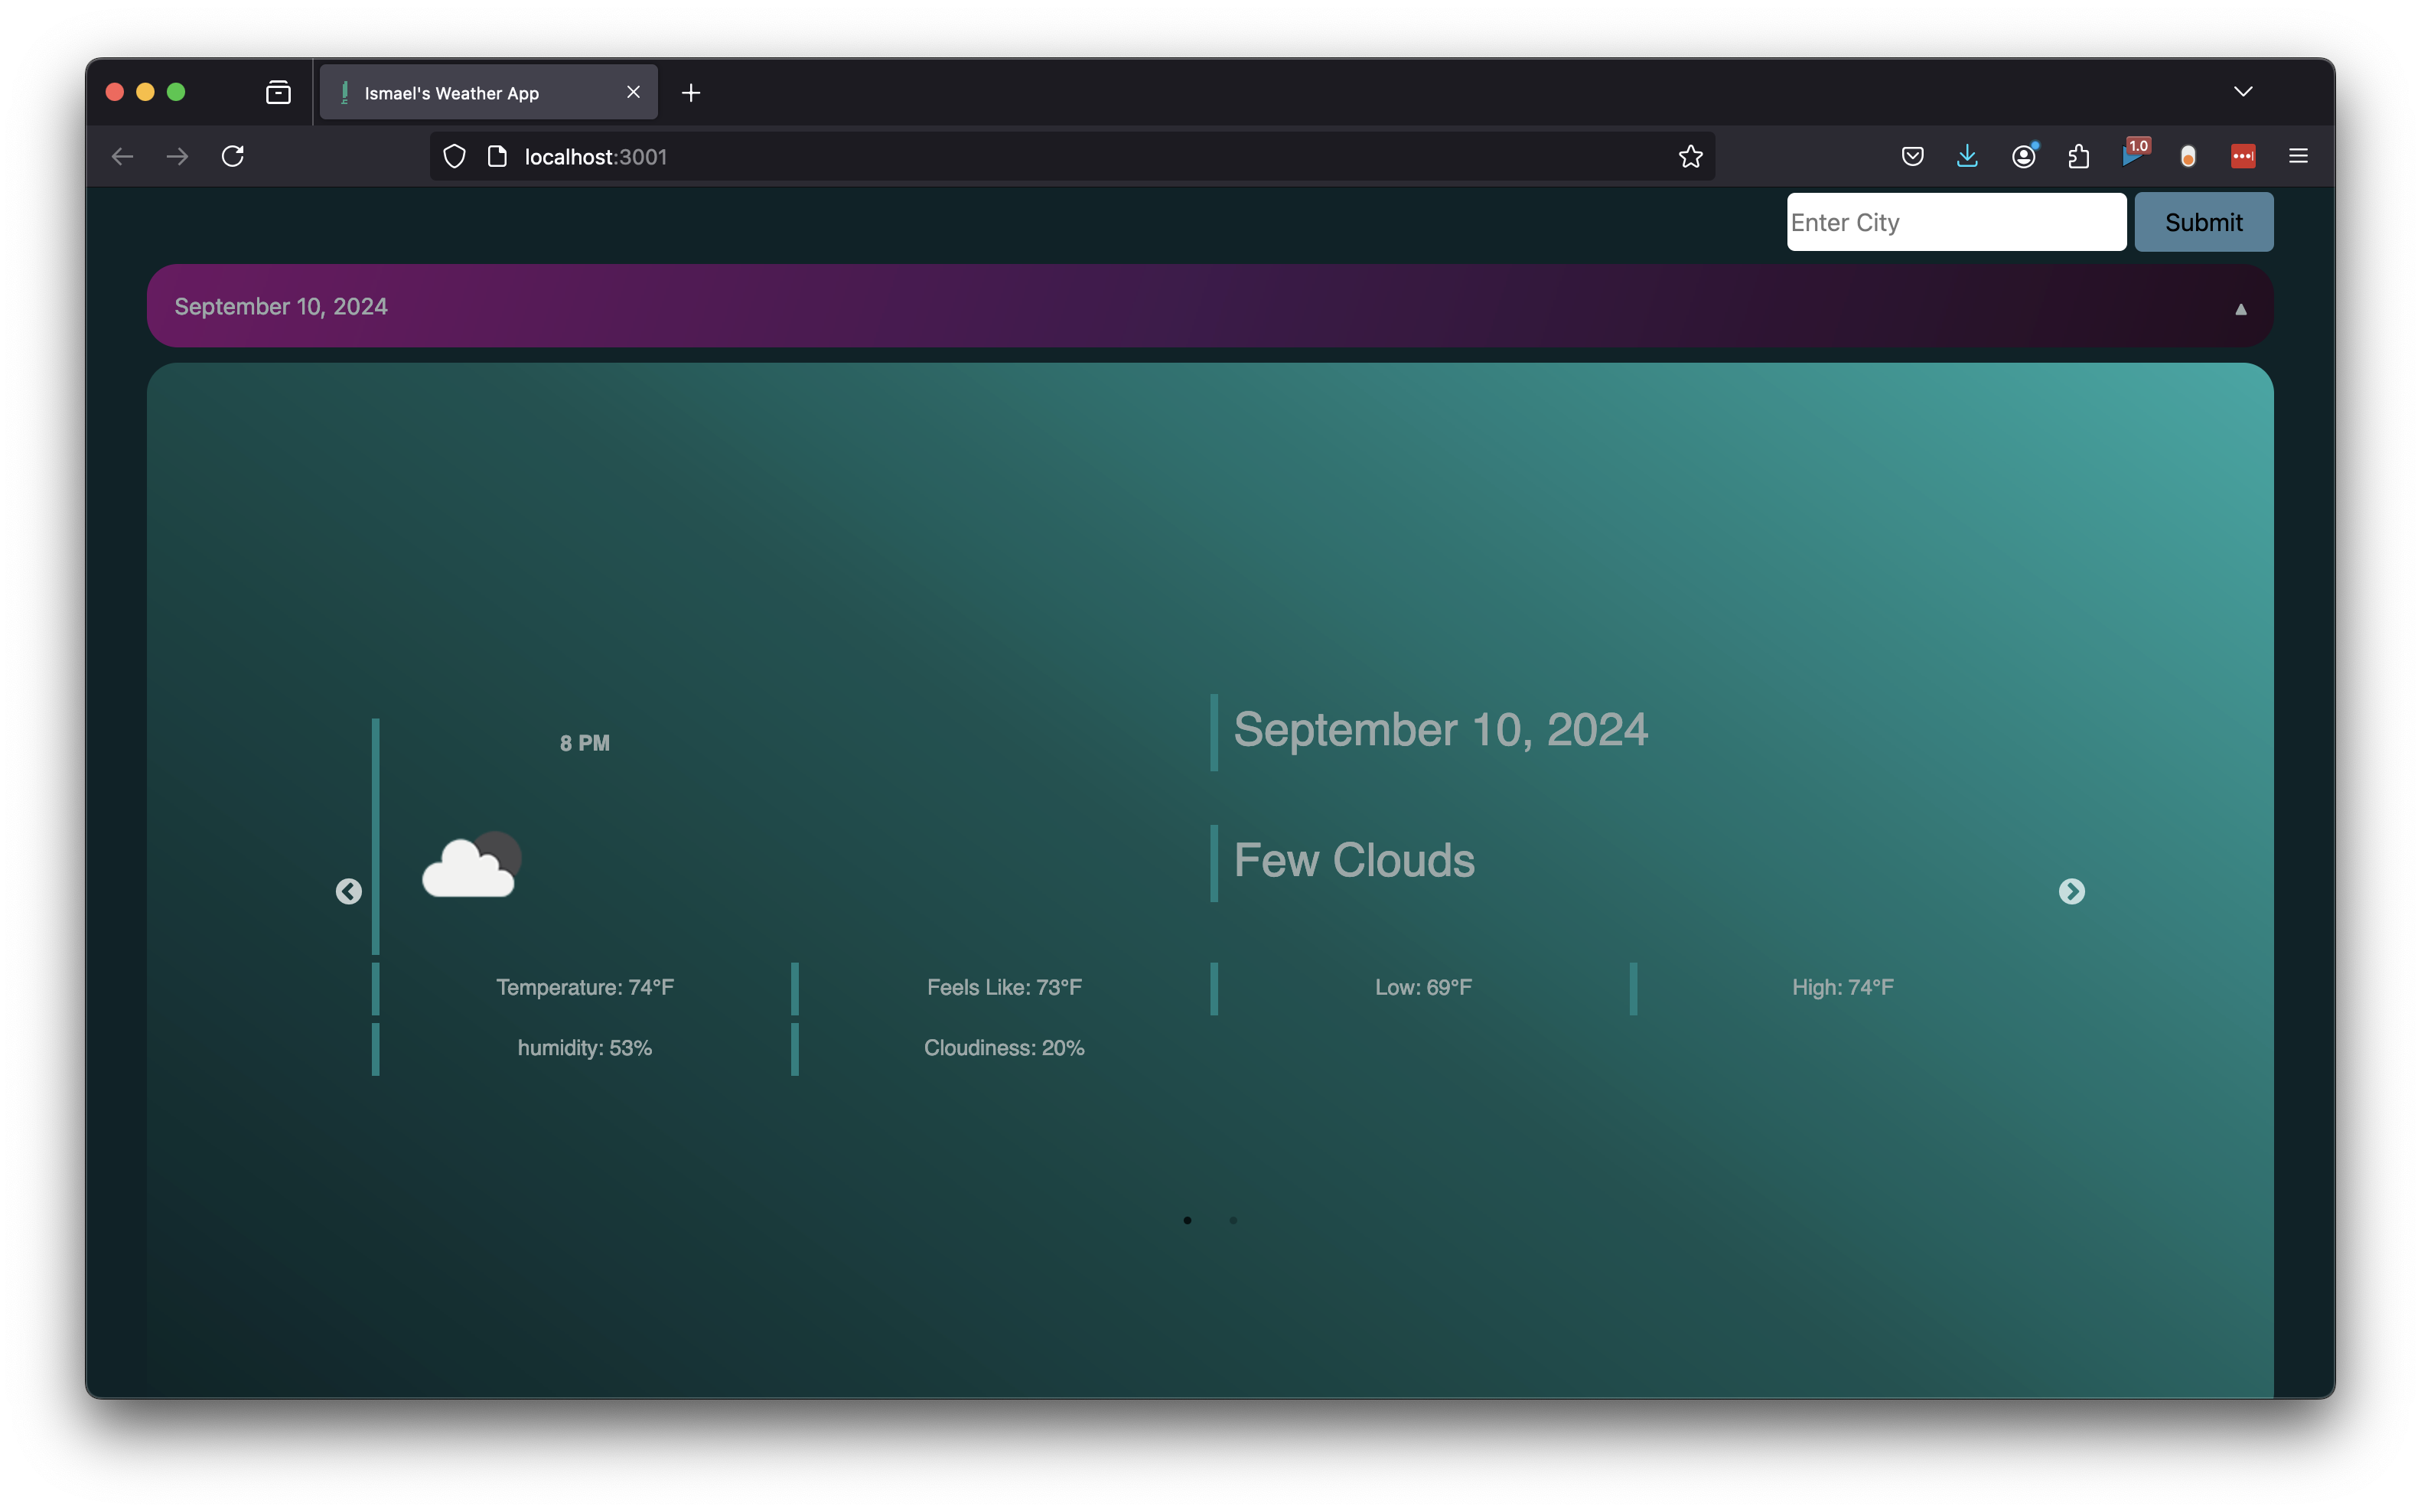 Ismael's Weather App
localhost:3001
1.0
Enter City
Submit
September 10, 2024
8 PM
September 10, 2024
Few Clouds
Temperature: 74°F
Feels Like: 73°F
Low: 69°F
High: 74°F
humidity: 53%
Cloudiness: 20%